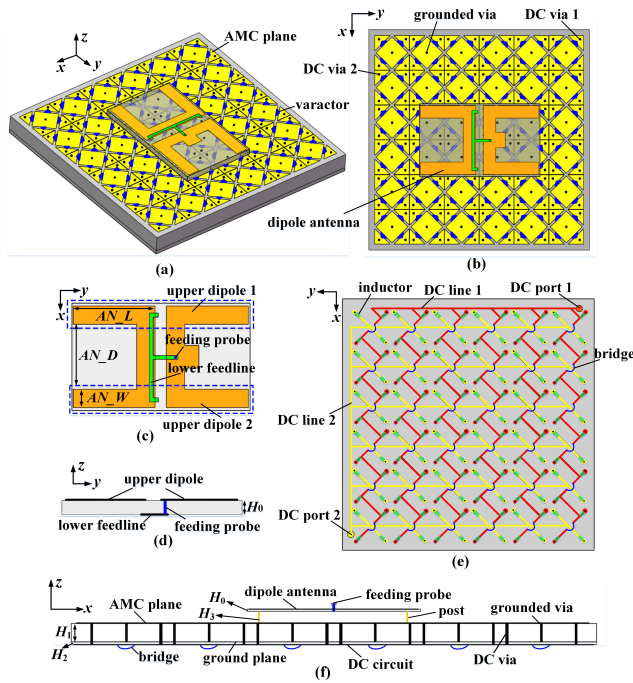 z
x
y
AMC plane
varactor
(a)
y
x
grounded via
DC via 1
DC via 2
dipole antenna
(b)
y
x
upper dipole 1
AN_L
AN_D
AN_W
feeding probe
lower feedline
upper dipole 2
(c)
z
y
upper dipole
H0
lower feedline
feeding probe
(d)
y
x
inductor
DC line 1
DC port 1
bridge
DC line 2
DC port 2
(e)
z
x
H0
dipole antenna
feeding probe
AMC plane
H3
post
grounded via
H1
H2
bridge
ground plane
DC circuit
DC via
(f)